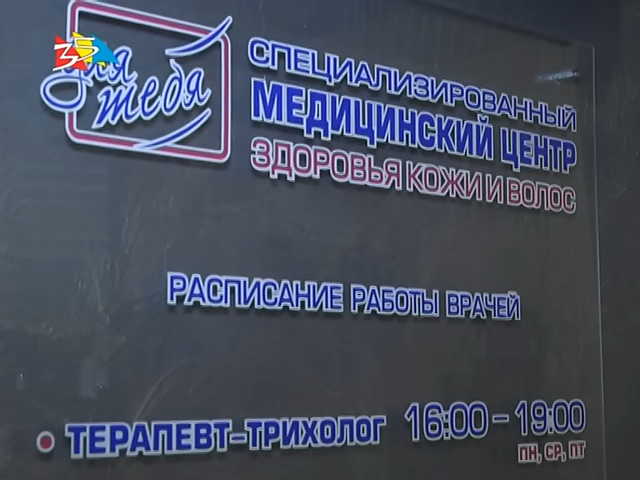 для
тебя
СПЕЦИАЛИЗИРОВАННЫЙ
МЕДИЦИНСКИЙ ЦЕНТР
ЗДОРОВЬЯ КОЖИ И ВОЛОС
РАСПИСАНИЕ РАБОТЫ ВРАЧЕЙ
ТЕРАПЕВТ-ТРИХОЛОГ 16:00 - 19:00
ПН, СР, ПТ